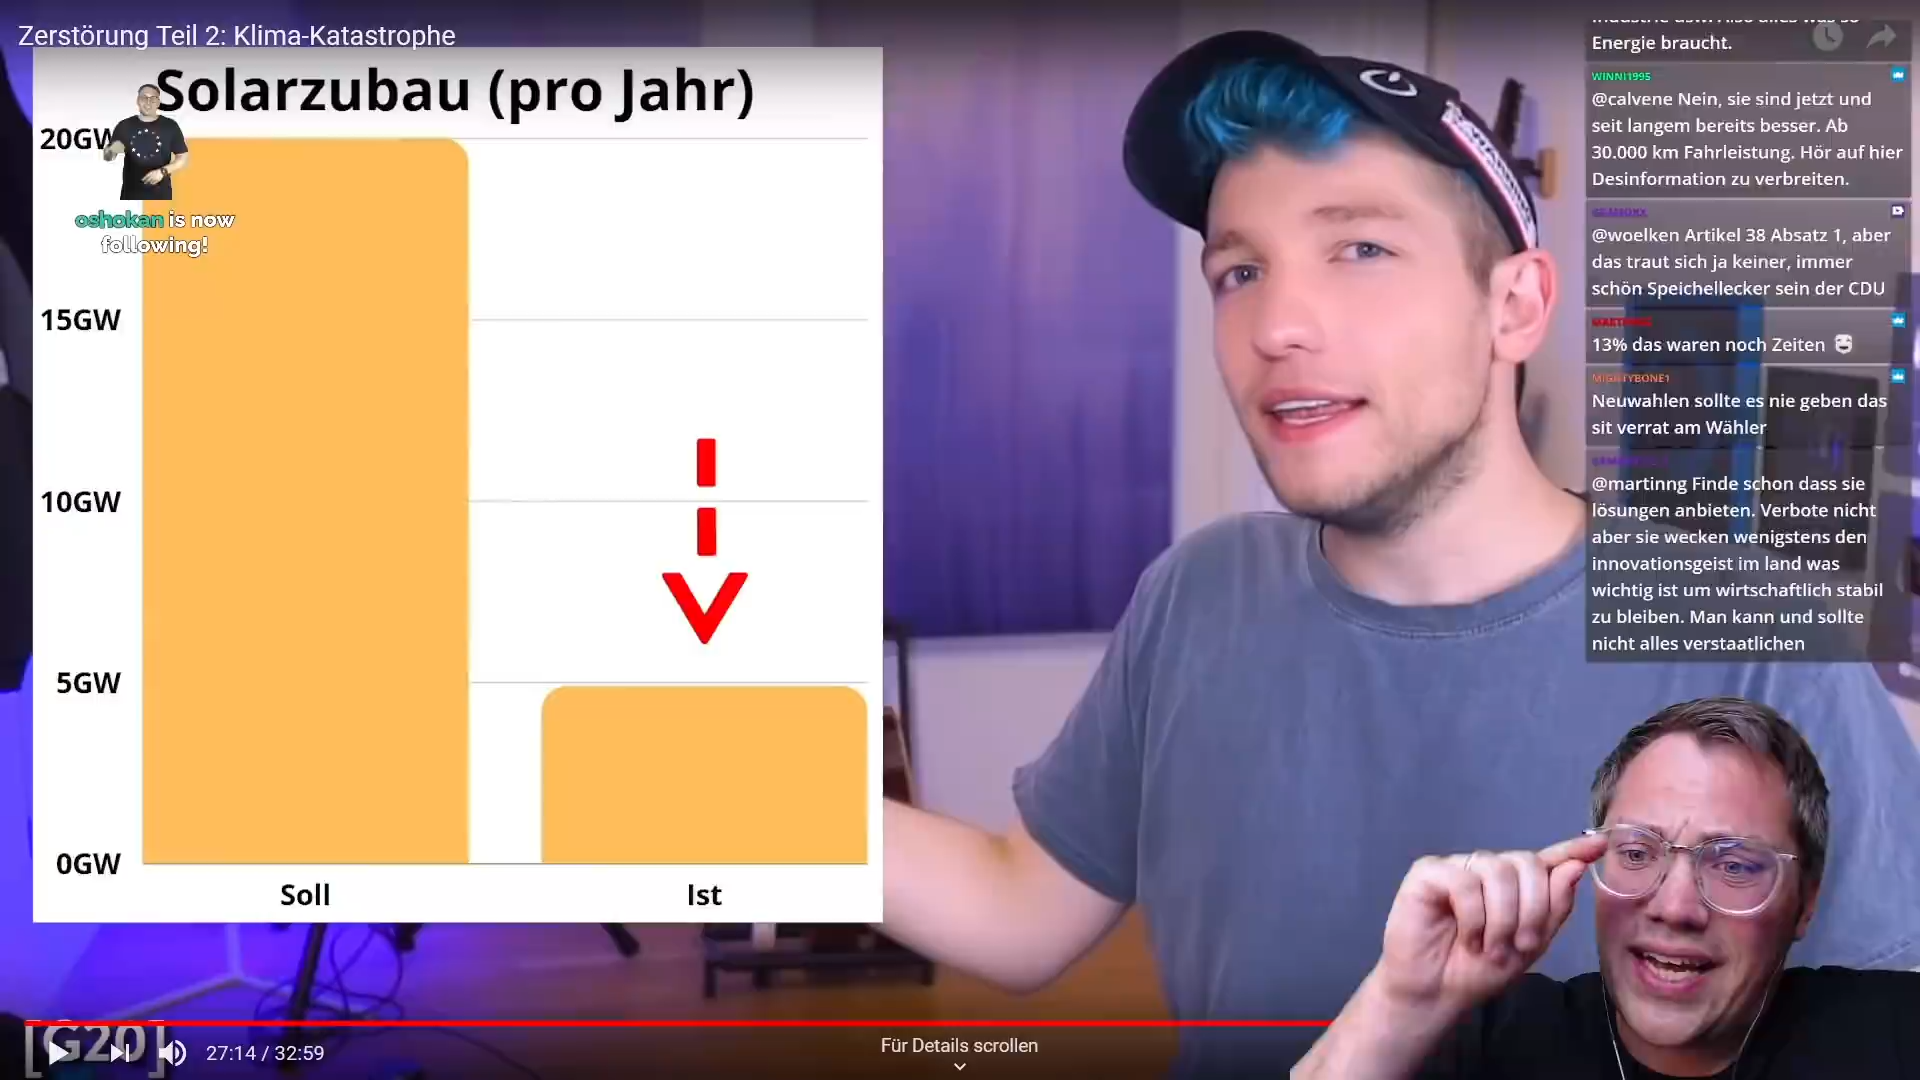 Zerstörung Teil 2: Klima-Katastrophe
Solarzubau (pro Jahr)
20GW
oshokan is now
following!
15GW
10GW
5GW
0GW
Soll
Ist
[G20]
27:14 / 32:59
Für Details scrollen
Energie braucht.
WINNI1995
@calvene Nein, sie sind jetzt und
seit langem bereits besser. Ab
30.000 km Fahrleistung. Hör auf hier
Desinformation zu verbreiten.
@woelken Artikel 38 Absatz 1, aber
das traut sich ja keiner, immer
schön Speichellecker sein der CDU
13% das waren noch Zeiten
MIGHTYBONE1
Neuwahlen sollte es nie geben das
sit verrat am Wähler
@martinng Finde schon dass sie
lösungen anbieten. Verbote nicht
aber sie wecken wenigstens den
innovationsgeist im land was
wichtig ist um wirtschaftlich stabil
zu bleiben. Man kann und sollte
nicht alles verstaatlichen